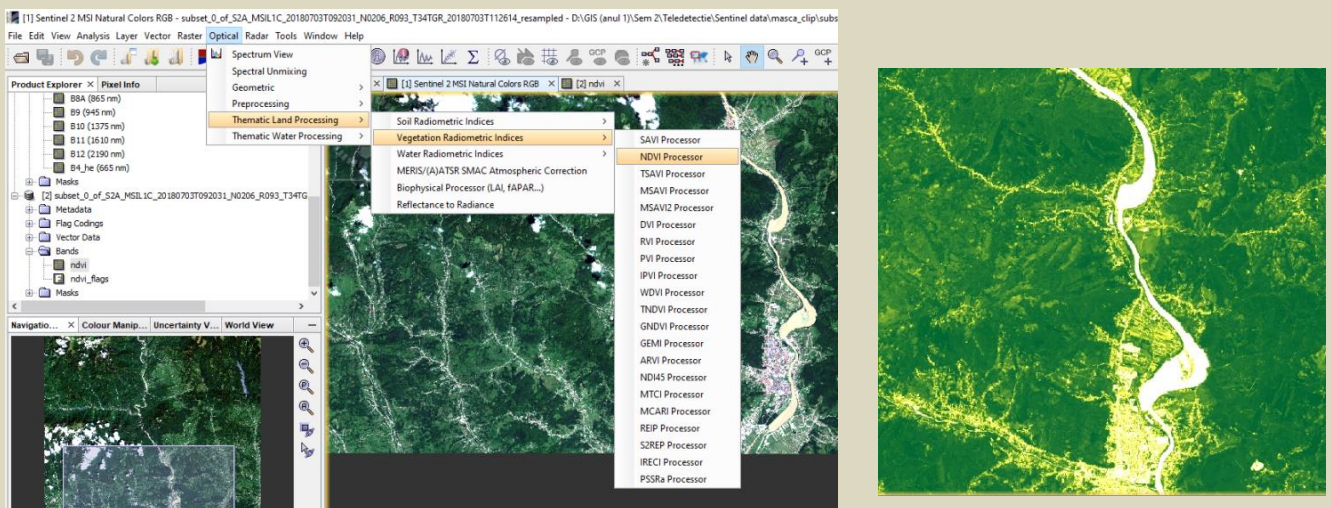 [1] Sentinel 2 MSI Natural Colors RGB - subset_0_of_S2A_MSIL1C_20180703T092031_N0206_R093_T34TGR_20180703T112614_resampled - D:\GIS (anul 1)\Sem 2\Teledetectie\Sentinel data\masca_clip\subs
File Edit View Analysis Layer Vector Raster Optical Radar Tools Window Help
GCP
GCP
Product Explorer × Pixel Info
B8A (865 nm)
B9 (945 nm)
B10 (1375 nm)
B11 (1610 nm)
B12 (2190 nm)
B4_he (665 nm)
Masks
[2] subset_0_of_S2A_MSIL1C_20180703T092031_N0206_R093_T34TG
Metadata
Flag Codings
Vector Data
Bands
ndvi
ndvi_flags
Masks
Navigatio... × Colour Manip... Uncertainty V... World View
Spectrum View
Spectral Unmixing
Geometric
Preprocessing
Thematic Land Processing
Thematic Water Processing
[1] Sentinel 2 MSI Natural Colors RGB × [2] ndvi ×
Soil Radiometric Indices
Vegetation Radiometric Indices
Water Radiometric Indices
MERIS/(A)ATSR SMAC Atmospheric Correction
Biophysical Processor (LAI, fAPAR...)
Reflectance to Radiance
SAVI Processor
NDVI Processor
TSAVI Processor
MSAVI Processor
MSAVI2 Processor
DVI Processor
RVI Processor
PVI Processor
IPVI Processor
WDVI Processor
TNDVI Processor
GNDVI Processor
GEMI Processor
ARVI Processor
NDI45 Processor
MTCI Processor
MCARI Processor
REIP Processor
S2REP Processor
IRECI Processor
PSSRa Processor